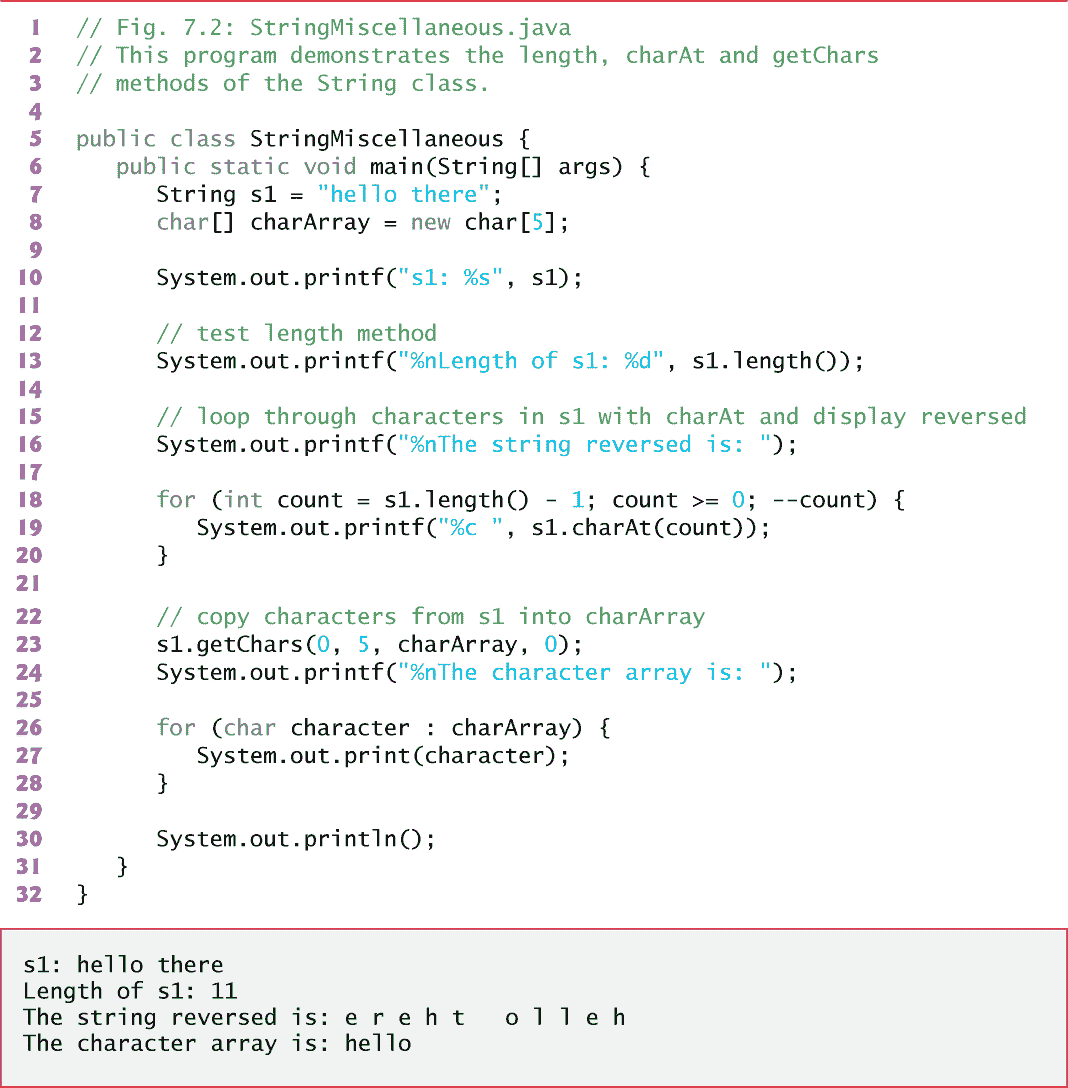 1 // Fig. 7.2: StringMiscellaneous.java
2 // This program demonstrates the length, charAt and getChars
3 // methods of the String class.
4
5 public class StringMiscellaneous {
6    public static void main(String[] args) {
7       String s1 = "hello there";
8       char[] charArray = new char[5];
9
10       System.out.printf("s1: %s", s1);
11
12       // test length method
13       System.out.printf("%nLength of s1: %d", s1.length());
14
15       // loop through characters in s1 with charAt and display reversed
16       System.out.printf("%nThe string reversed is: ");
17
18       for (int count = s1.length() - 1; count >= 0; --count) {
19          System.out.printf("%c ", s1.charAt(count));
20       }
21
22       // copy characters from s1 into charArray
23       s1.getChars(0, 5, charArray, 0);
24       System.out.printf("%nThe character array is: ");
25
26       for (char character : charArray) {
27          System.out.print(character);
28       }
29
30       System.out.println();
31    }
32 }
s1: hello there
Length of s1: 11
The string reversed is: e r e h t   o l l e h
The character array is: hello